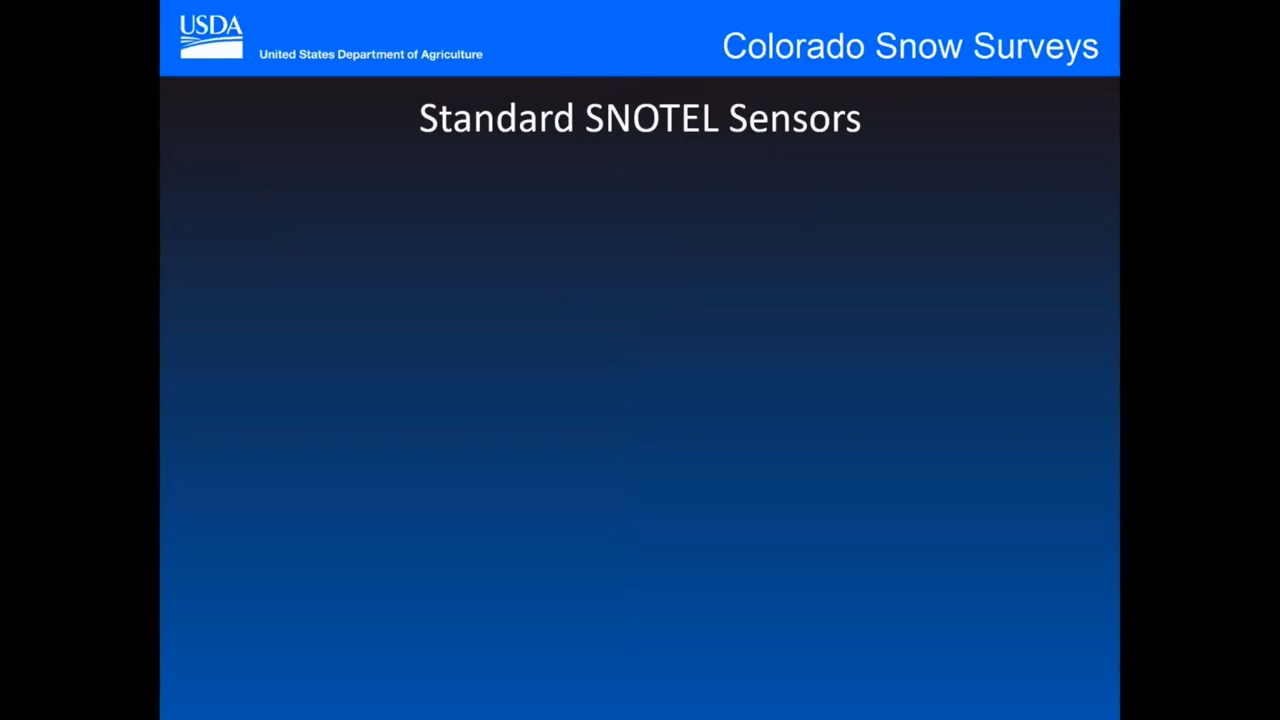 USDA
United States Department of Agriculture
Colorado Snow Surveys
Standard SNOTEL Sensors